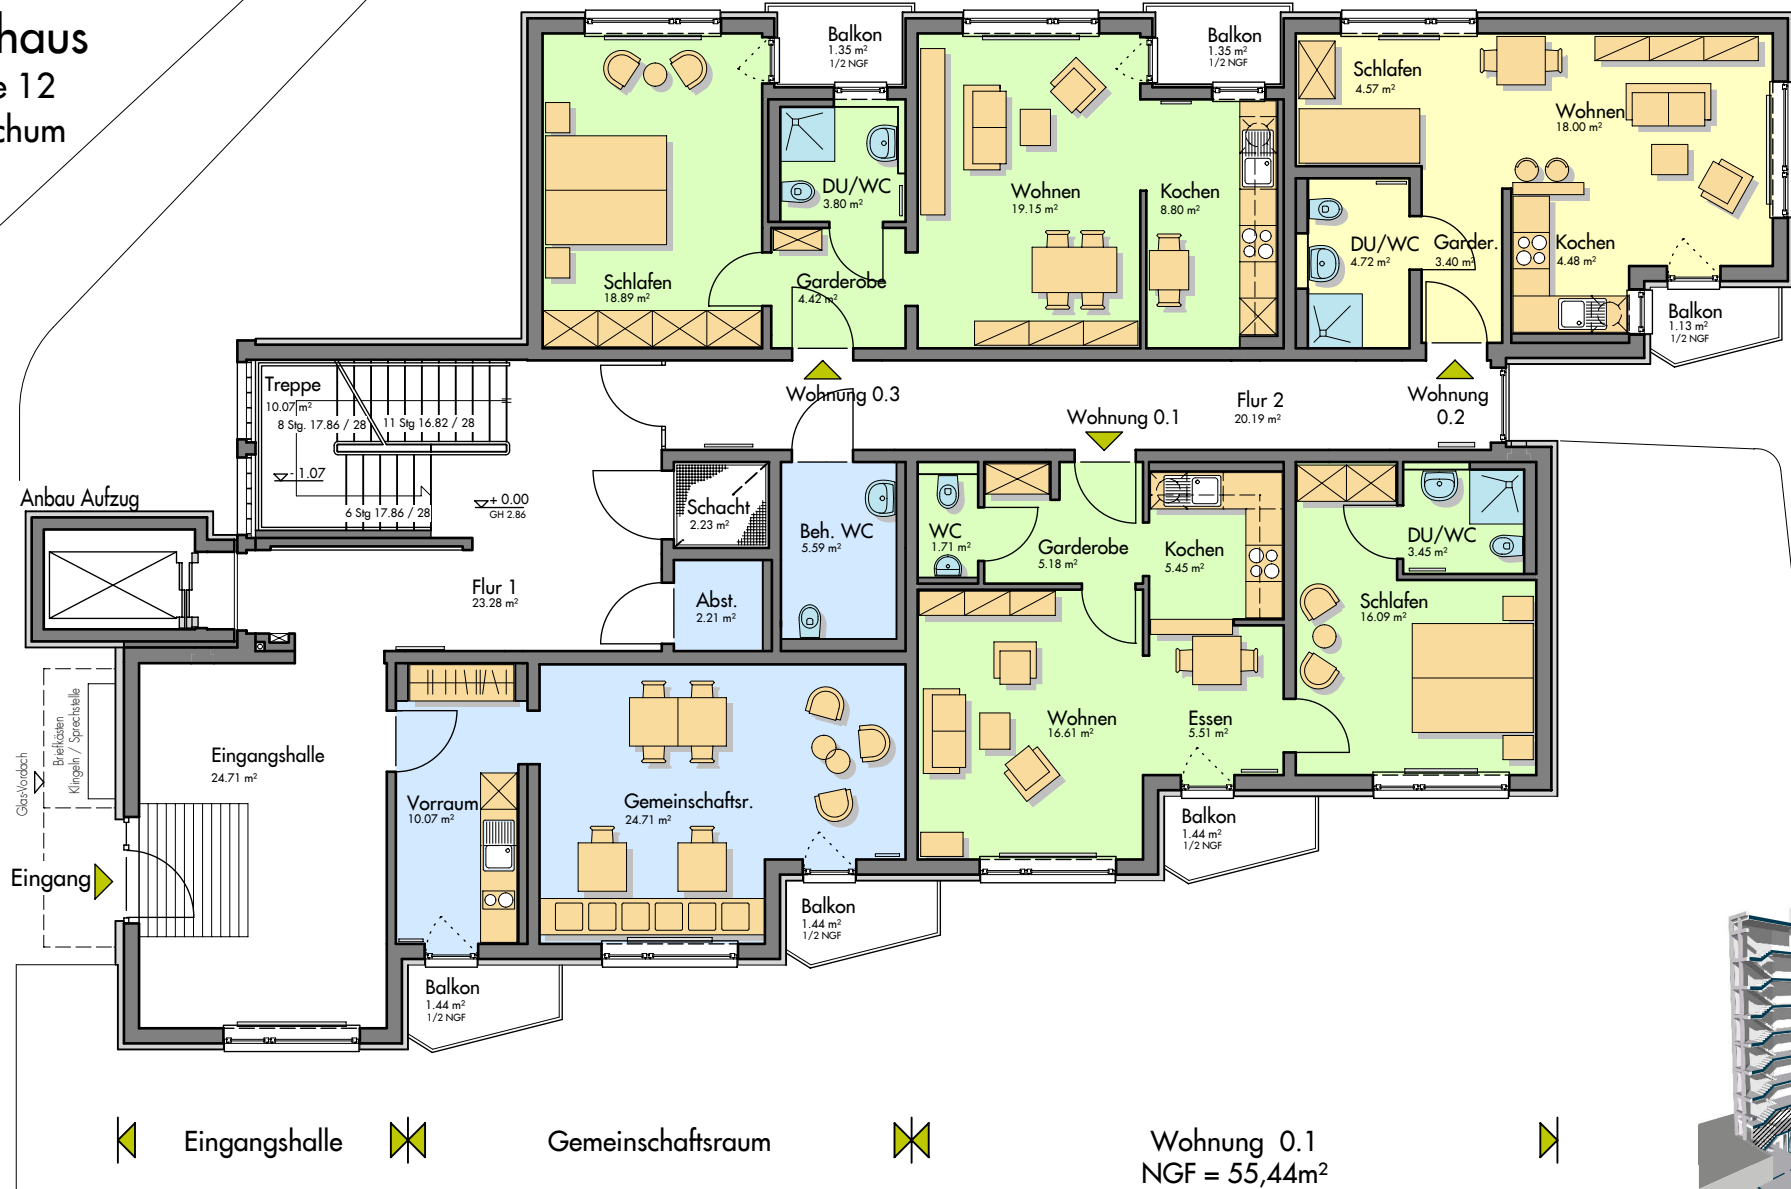 haus
e 12
chum
Balkon
1.35 m²
1/2 NGF
Balkon
1.35 m²
1/2 NGF
Schlafen
4.57 m²
Wohnen
18.00 m²
DU/WC
3.80 m²
Wohnen
19.15 m²
Kochen
8.80 m²
DU/WC
4.72 m²
Garder.
3.40 m²
Kochen
4.48 m²
Schlafen
18.89 m²
Garderobe
4.42 m²
Balkon
1.13 m²
1/2 NGF
Treppe
10.07 m²
8 Stg. 17.86 / 28
11 Stg 16.82 / 28
Wohnung 0.3
Wohnung 0.1
Flur 2
20.19 m²
Wohnung
0.2
- 1.07
+ 0.00
GH 2.86
6 Stg 17.86 / 28
Anbau Aufzug
Schacht
2.23 m²
Beh. WC
5.59 m²
WC
1.71 m²
Garderobe
5.18 m²
Kochen
5.45 m²
DU/WC
3.45 m²
Flur 1
23.28 m²
Abst.
2.21 m²
Schlafen
16.09 m²
Glas-Vordach
Briefkästen
Klingeln / Sprechstelle
Eingangshalle
24.71 m²
Vorraum
10.07 m²
Gemeinschaftsr.
24.71 m²
Wohnen
16.61 m²
Essen
5.51 m²
Balkon
1.44 m²
1/2 NGF
Eingang
Balkon
1.44 m²
1/2 NGF
Balkon
1.44 m²
1/2 NGF
Eingangshalle
Gemeinschaftsraum
Wohnung 0.1
NGF = 55,44m²